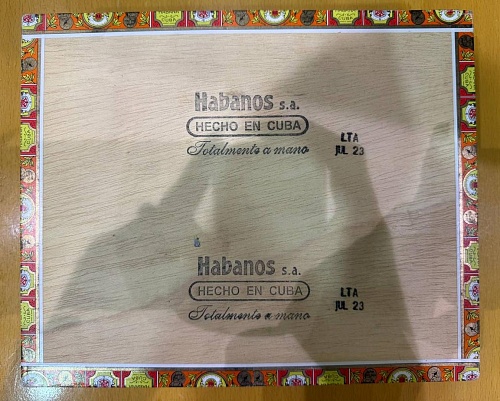 Habanos s.a.
HECHO EN CUBA
Totalmente a mano
LTA
JUL 23
Habanos s.a.
HECHO EN CUBA
Totalmente a mano
LTA
JUL 23